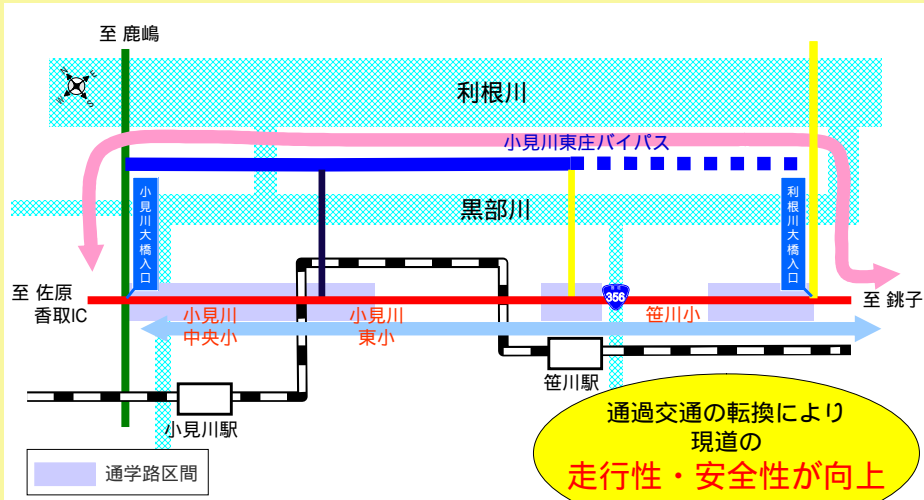 至 鹿嶋
N
E
W
S
利根川
小見川東庄バイパス
小見川大橋入口
利根川大橋入口
黒部川
至 佐原
香取IC
356
至 銚子
小見川
中央小
小見川
東小
笹川小
笹川駅
小見川駅
通過交通の転換により
現道の
走行性・安全性が向上
通学路区間